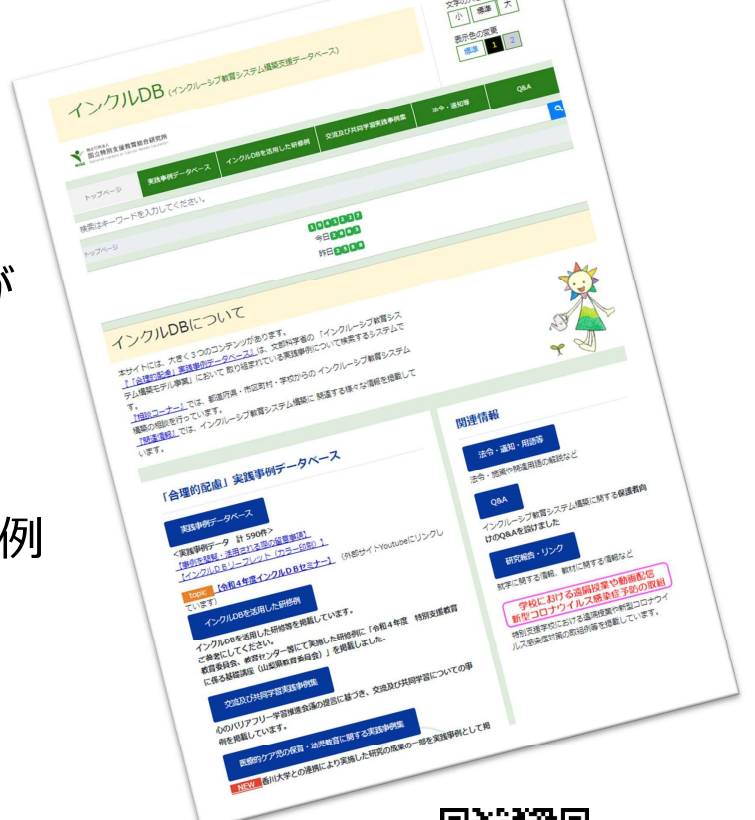 文字の大
小 標準 大
表示色の変更
標準 1 2
インクルDB (インクルーシブ教育システム構築支援データベース)
独立行政法人
国立特別支援教育総合研究所
トップページ 実践事例データベース インクルDBを活用した研修例 交流及び共同学習実践事例集 法令・通知等 Q&A
検索はキーワードを入力してください。
トップページ
今日
昨日
が
インクルDBについて
本サイトには、大きく3つのコンテンツがあります。
『「合理的配慮」実践事例データベース』は、文部科学省の「インクルーシブ教育シス
テム構築モデル事業」において 取り組まれている実践事例について検索するシステムで
す。
『相談コーナー』では、都道府県・市区町村・学校からの インクルーシブ教育システム
構築の相談を行っています。
『関連情報』では、インクルーシブ教育システム構築に 関連する様々な情報を掲載して
います。
例
「合理的配慮」実践事例データベース
実践事例データベース
<実践事例データ 計 590件>
【事例を閲覧・活用される際の留意事項】
【インクルDBリーフレット（カラー印刷）】
topic 【令和4年度インクルDBセミナー】 (外部サイトYoutubeにリンクし
ています)
インクルDBを活用した研修例
インクルDBを活用した研修等を掲載しています。
ご参考にしてください。
教育委員会、教育センター等にて実施した研修例に「令和4年度 特別支援教育
に係る基礎講座（山梨県教育委員会）」を掲載しました。
交流及び共同学習実践事例集
心のバリアフリー学習推進会議の提言に基づき、交流及び共同学習についての事
例を掲載しています。
医療的ケア児の保育・幼児教育に関する実践事例集
NEW 香川大学との連携により実施した研究の成果の一部を実践事例として掲
関連情報
法令・通知・用語等
法令・施策や関連用語の解説など
Q&A
インクルーシブ教育システム構築に関する保護者向
けのQ&Aを設けました
研究報告・リンク
就学に関する情報、教材に関する情報など
学校における遠隔授業や動画配信
新型コロナウイルス感染症予防の取組
特別支援学校における遠隔授業や新型コロナウイ
ルス感染症対策の取組例等を掲載しています。